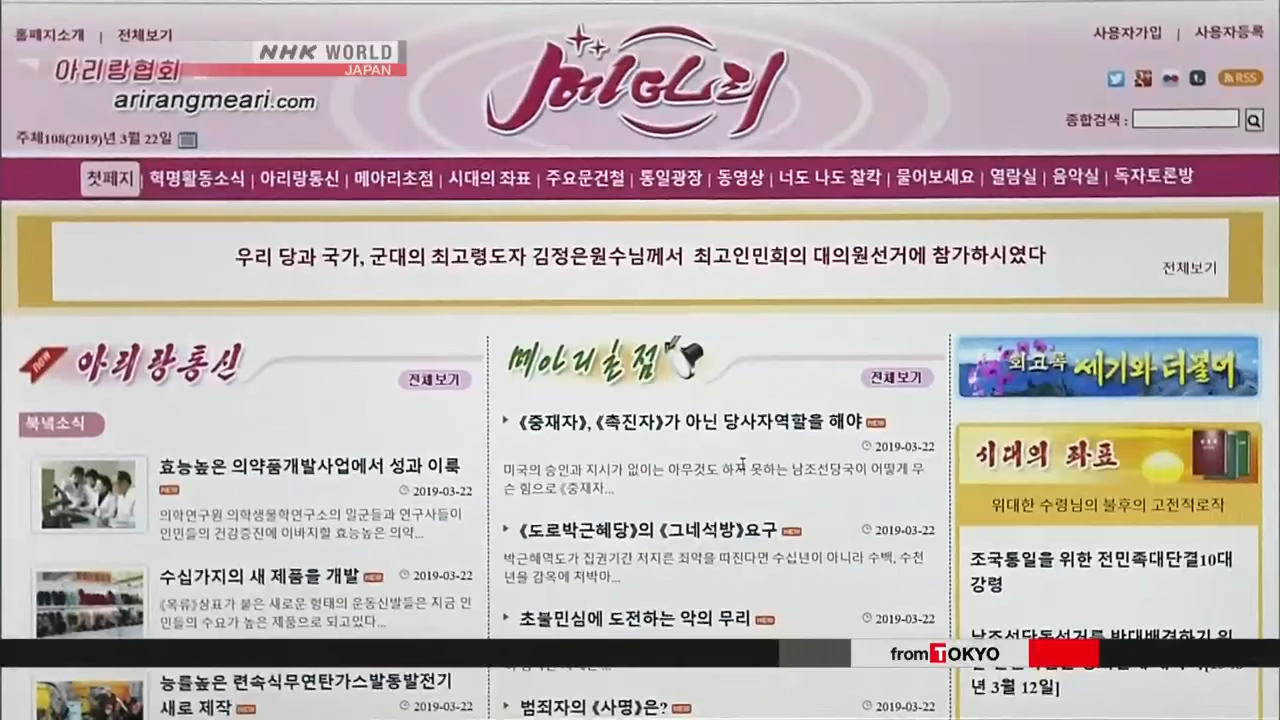 홈페지소개 | 전체보기
사용자가입 | 사용자등록
NHK WORLD
JAPAN
아리랑협회
arirangmeari.com
메아리
RSS
종합검색 :
주체108(2019)년 3월 22일
첫페지 | 혁명활동소식 | 아리랑통신 | 메아리초점 | 시대의 좌표 | 주요문건철 | 통일광장 | 동영상 | 너도 나도 찰칵 | 물어보세요 | 열람실 | 음악실 | 독자토론방
우리 당과 국가, 군대의 최고령도자 김정은원수님께서 최고인민회의 대의원선거에 참가하시였다
전체보기
NEW 아리랑통신
전체보기
북녘소식
효능높은 의약품개발사업에서 성과 이룩
NEW
2019-03-22
의학연구원 의학생물학연구소의 일군들과 연구사들이
인민들의 건강증진에 이바지할 효능높은 의약...
수십가지의 새 제품을 개발 NEW 2019-03-22
《옥류》상표가 붙은 새로운 형태의 운동신발들은 지금 인
민들의 수요가 높은 제품으로 되고있다...
능률높은 련속식무연탄가스발동발전기
새로 제작 NEW 2019-03-22
메아리초점
전체보기
《중재자》, 《촉진자》가 아닌 당사자역할을 해야 NEW
2019-03-22
미국의 승인과 지시가 없이는 아무것도 하지 못하는 남조선당국이 어떻게 무
슨 힘으로 《중재자...
《도로박근혜당》의 《그네석방》요구 NEW 2019-03-22
박근혜역도가 집권기간 저지른 죄악을 따진다면 수십년이 아니라 수백, 수천
년을 감옥에 처박아...
초불민심에 도전하는 악의 무리 NEW 2019-03-22
범죄자의 《사명》은? NEW 2019-03-22
회고록 세기와 더불어
시대의 좌표
위대한 수령님의 불후의 고전적로작
조국통일을 위한 전민족대단결10대
강령
남조선단독선거를 반대배격하기 위
년 3월 12일]
from TOKYO